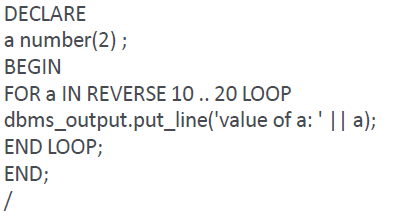 DECLARE
a number(2) ;
BEGIN
FOR a IN REVERSE 10 .. 20 LOOP
dbms_output.put_line('value of a: ' || a);
END LOOP;
END;
/